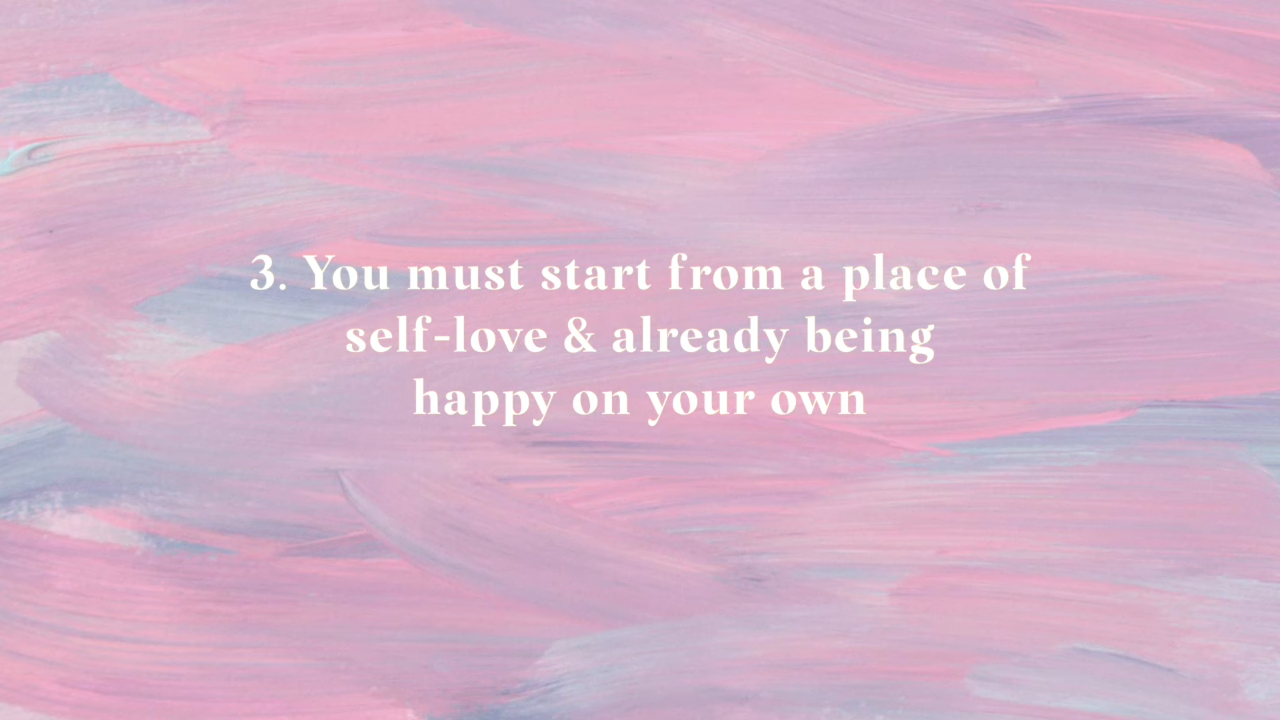 3. You must start from a place of
self-love & already being
happy on your own